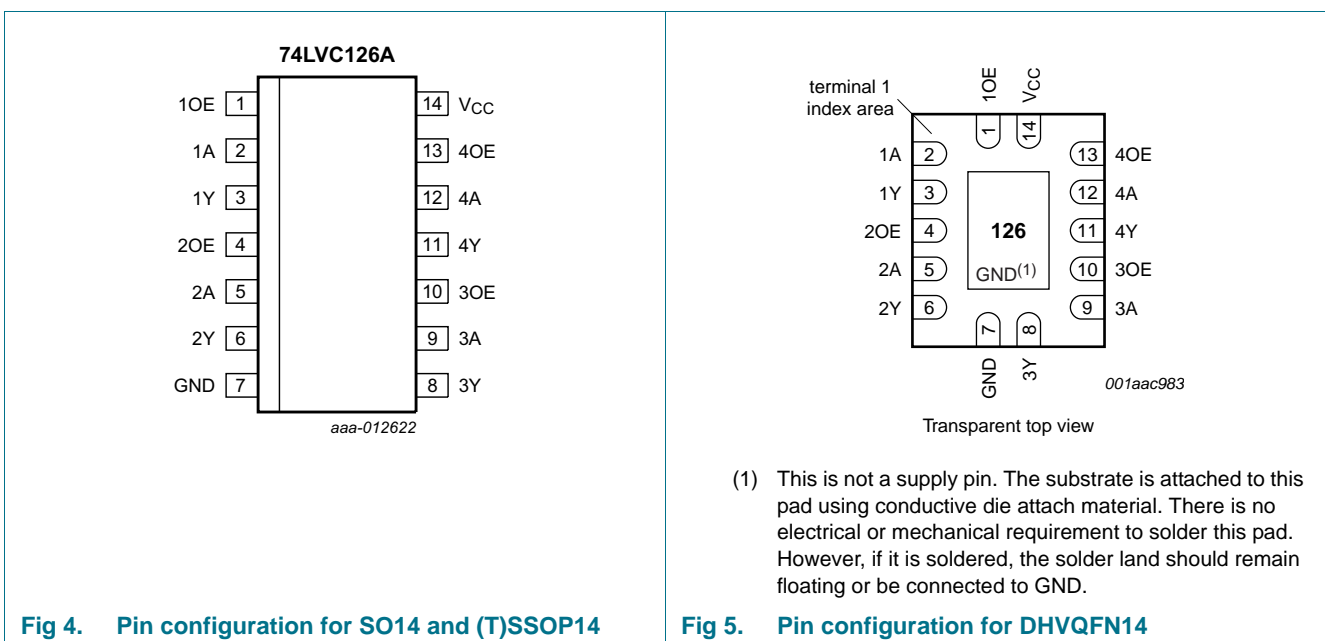 74LVC126A
1OE 1 14 VCC
1A 2 13 4OE
1Y 3 12 4A
2OE 4 11 4Y
2A 5 10 3OE
2Y 6 9 3A
GND 7 8 3Y
aaa-012622
Fig 4. Pin configuration for SO14 and (T)SSOP14
terminal 1
index area
1OE VCC
1 14
1A 2 13 4OE
1Y 3 12 4A
2OE 4 126 11 4Y
2A 5 GND(1) 10 3OE
2Y 6 9 3A
7 8
GND 3Y
001aac983
Transparent top view
(1) This is not a supply pin. The substrate is attached to this
pad using conductive die attach material. There is no
electrical or mechanical requirement to solder this pad.
However, if it is soldered, the solder land should remain
floating or be connected to GND.
Fig 5. Pin configuration for DHVQFN14